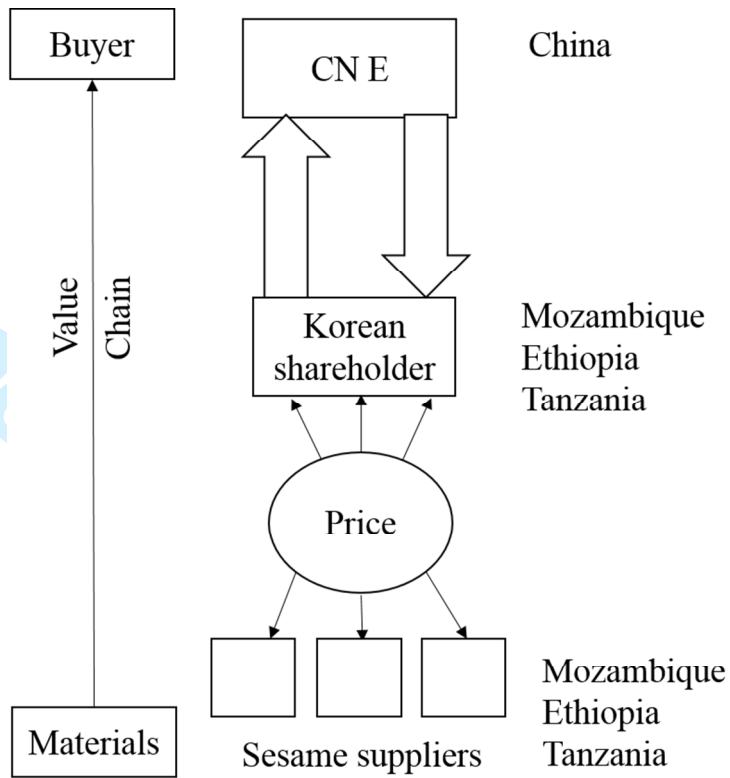 Buyer
CN E
China
Value
Chain
Korean
shareholder
Mozambique
Ethiopia
Tanzania
Price
Mozambique
Ethiopia
Tanzania
Materials
Sesame suppliers